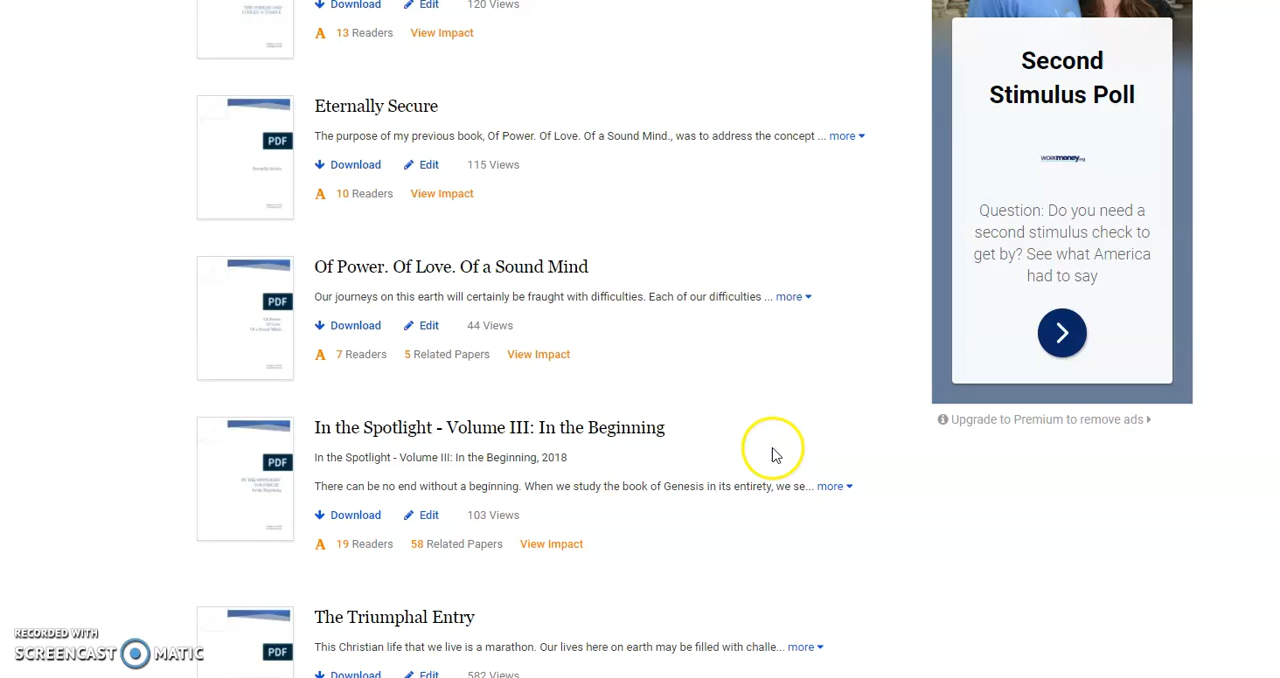 Download Edit 120 Views
A 13 Readers View Impact
Eternally Secure
PDF
The purpose of my previous book, Of Power. Of Love. Of a Sound Mind., was to address the concept ... more
Download Edit 115 Views
A 10 Readers View Impact
Of Power. Of Love. Of a Sound Mind
PDF
Our journeys on this earth will certainly be fraught with difficulties. Each of our difficulties ... more
Download Edit 44 Views
A 7 Readers 5 Related Papers View Impact
In the Spotlight - Volume III: In the Beginning
PDF
In the Spotlight - Volume III: In the Beginning, 2018
There can be no end without a beginning. When we study the book of Genesis in its entirety, we se... more
Download Edit 103 Views
A 19 Readers 58 Related Papers View Impact
The Triumphal Entry
PDF
This Christian life that we live is a marathon. Our lives here on earth may be filled with challe... more
Download Edit 582 Views
Second
Stimulus Poll
Question: Do you need a
second stimulus check to
get by? See what America
had to say
Upgrade to Premium to remove ads
RECORDED WITH
SCREENCAST MATIC